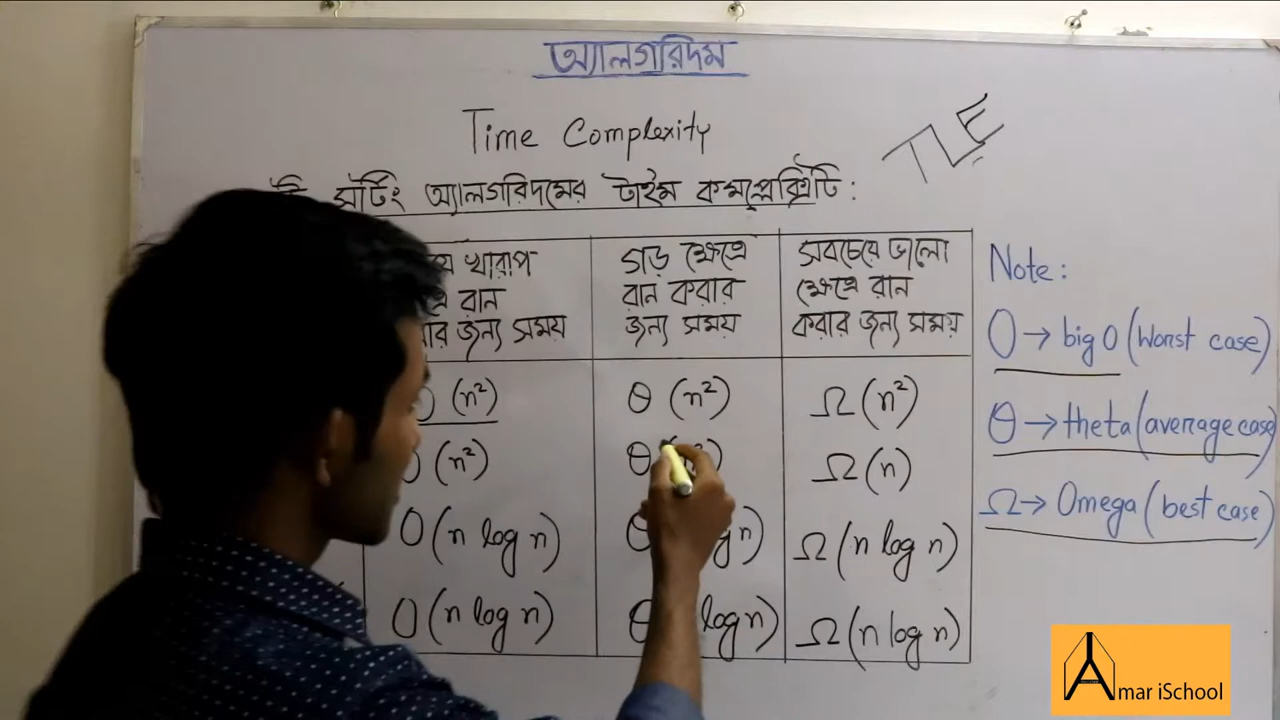 অ্যালগরিদম
Time Complexity
TLE
সর্টিং অ্যালগরিদমের টাইম কমপ্লেক্সিটি:
খারাপ
রান
জন্য সময়
গড় ক্ষেত্রে
রান করার
জন্য সময়
সবচেয়ে ভালো
ক্ষেত্রে রান
করার জন্য সময়
(n²) θ (n²) Ω(n²)
(n²) θ Ω(n)
O(n log n) Ω(n log n)
O(n log n) log n) Ω(n log n)
Note:
O → big O (Worst case)
θ → theta (average case)
Ω → Omega (best case)
Amar iSchool